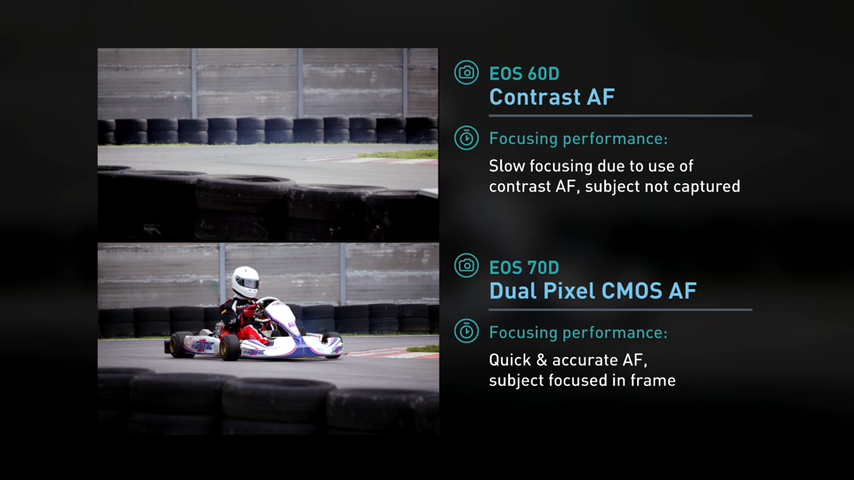 EOS 60D
Contrast AF
Focusing performance:
Slow focusing due to use of
contrast AF, subject not captured
EOS 70D
Dual Pixel CMOS AF
Focusing performance:
Quick & accurate AF,
subject focused in frame